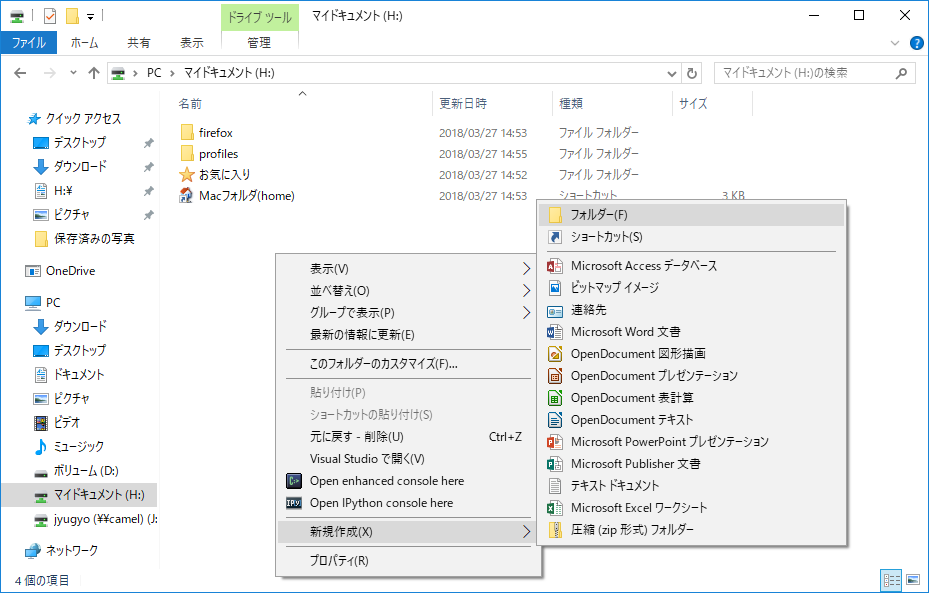 ドライブ ツール
マイドキュメント (H:)
ファイル
ホーム
共有
表示
管理
PC
マイドキュメント (H:)
マイドキュメント (H:)の検索
名前
更新日時
種類
サイズ
クイック アクセス
デスクトップ
ダウンロード
H:¥
ピクチャ
保存済みの写真
OneDrive
PC
ダウンロード
デスクトップ
ドキュメント
ピクチャ
ビデオ
ミュージック
ボリューム (D:)
マイドキュメント (H:)
jyugyo (¥¥camel) (J:
ネットワーク
firefox 2018/03/27 14:53 ファイル フォルダー
profiles 2018/03/27 14:55 ファイル フォルダー
お気に入り 2018/03/27 14:52 ファイル フォルダー
Macフォルダ(home) 2018/03/27 14:53 ショートカット 3 KB
表示(V)
並べ替え(O)
グループで表示(P)
最新の情報に更新(E)
このフォルダーのカスタマイズ(F)...
貼り付け(P)
ショートカットの貼り付け(S)
元に戻す - 削除(U) Ctrl+Z
Visual Studio で開く(V)
Open enhanced console here
Open IPython console here
新規作成(X)
プロパティ(R)
フォルダー(F)
ショートカット(S)
Microsoft Access データベース
ビットマップ イメージ
連絡先
Microsoft Word 文書
OpenDocument 図形描画
OpenDocument プレゼンテーション
OpenDocument 表計算
OpenDocument テキスト
Microsoft PowerPoint プレゼンテーション
Microsoft Publisher 文書
テキスト ドキュメント
Microsoft Excel ワークシート
圧縮 (zip 形式) フォルダー
4 個の項目